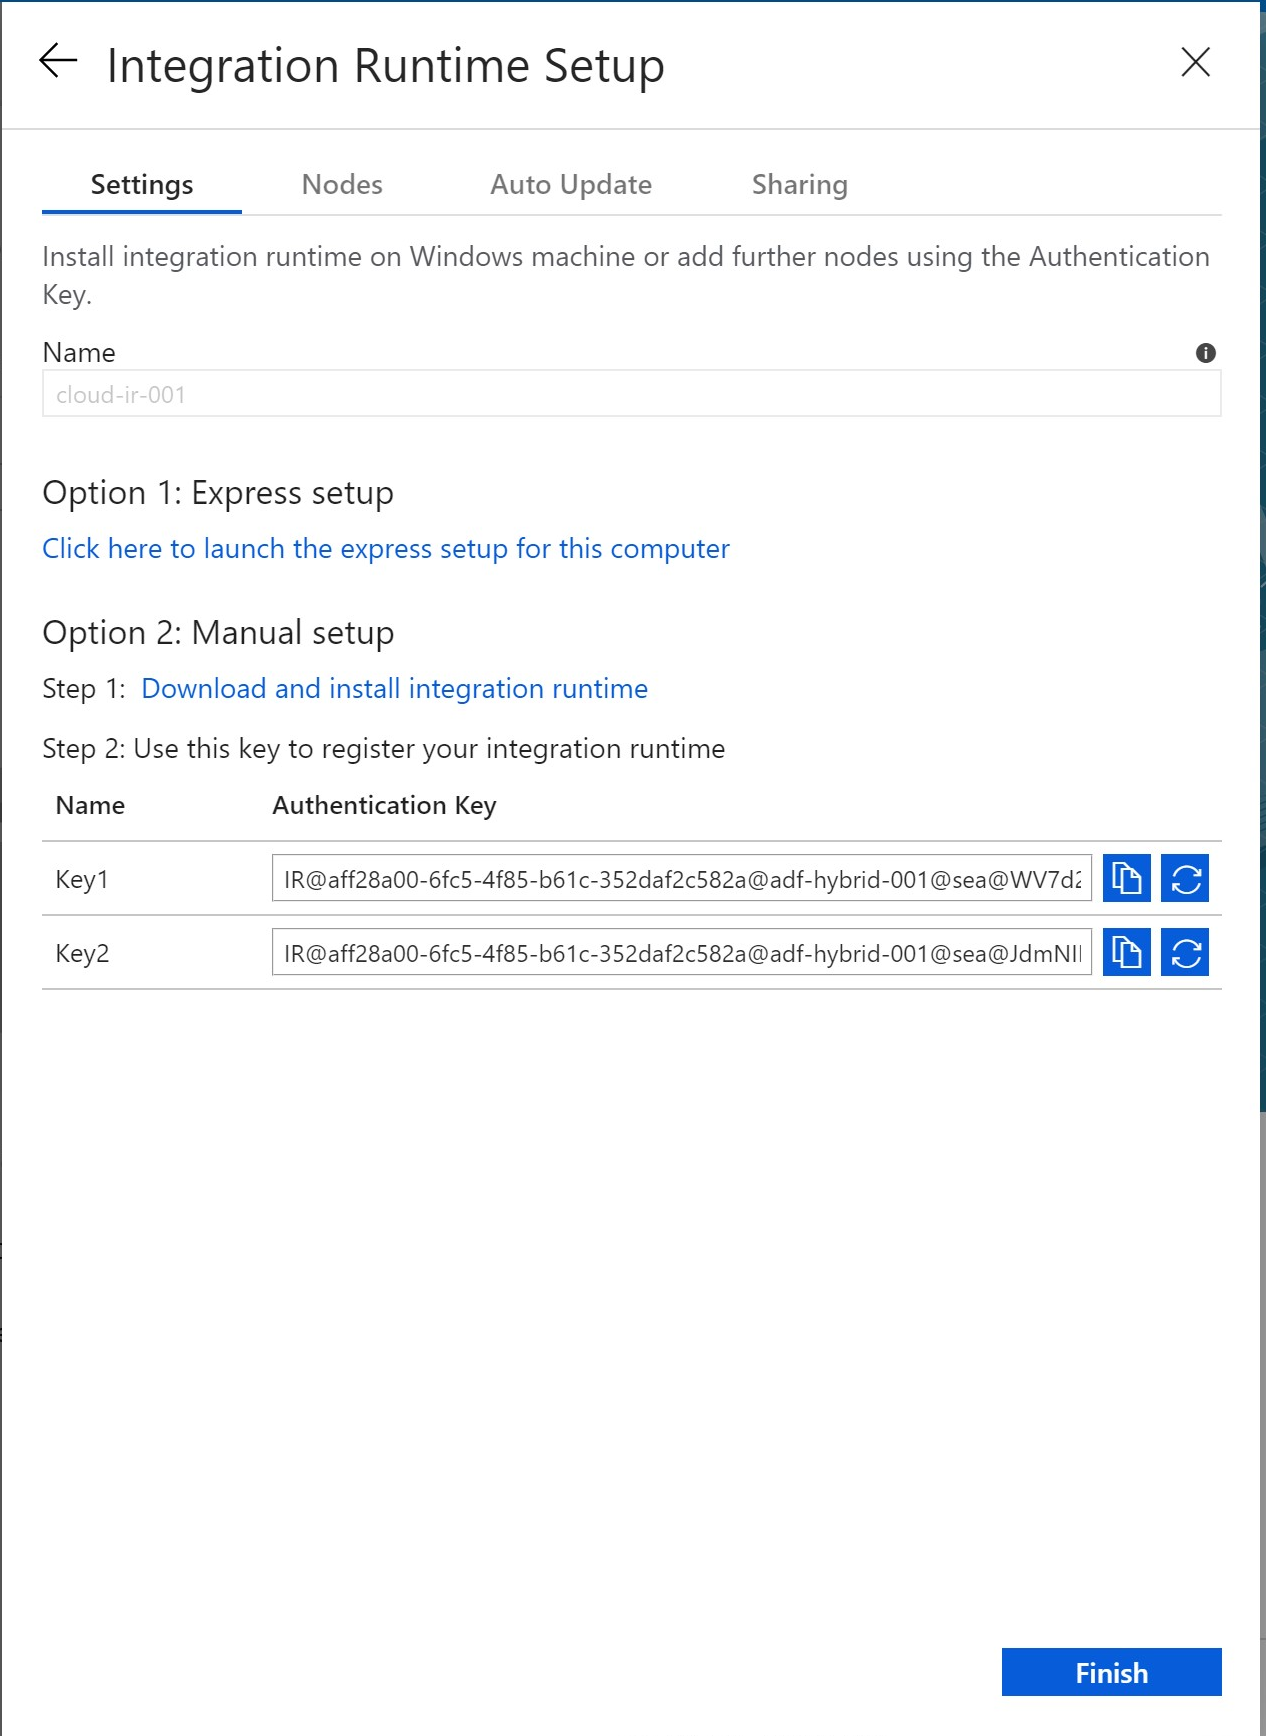 Integration Runtime Setup
Settings
Nodes
Auto Update
Sharing
Install integration runtime on Windows machine or add further nodes using the Authentication
Key.
Name
cloud-ir-001
Option 1: Express setup
Click here to launch the express setup for this computer
Option 2: Manual setup
Step 1: Download and install integration runtime
Step 2: Use this key to register your integration runtime
Name Authentication Key
Key1 IR@aff28a00-6fc5-4f85-b61c-352daf2c582a@adf-hybrid-001@sea@WV7d2
Key2 IR@aff28a00-6fc5-4f85-b61c-352daf2c582a@adf-hybrid-001@sea@JdmNI
Finish